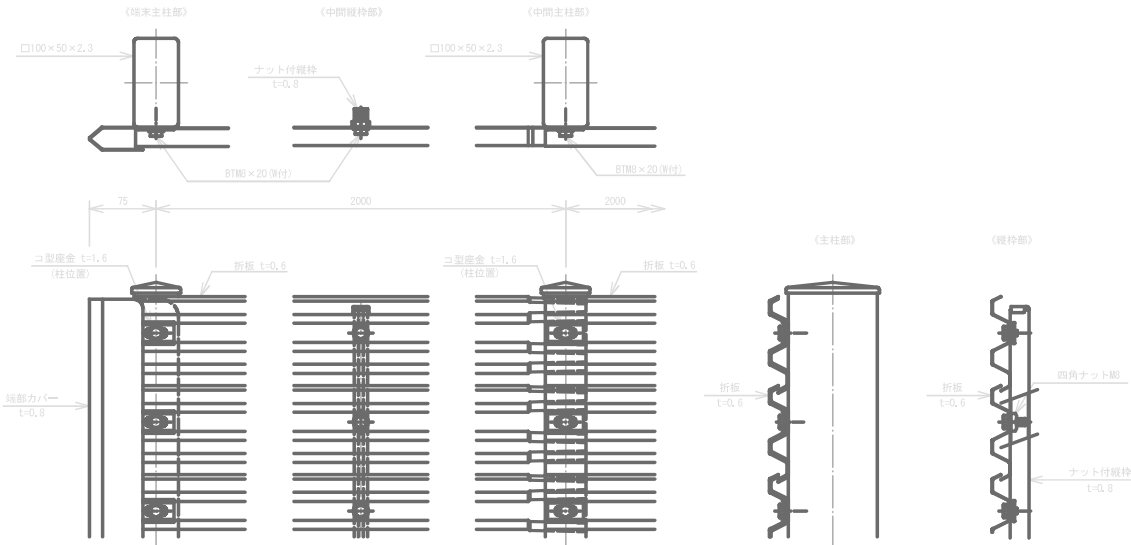 《端末主柱部》
《中間縦枠部》
《中間主柱部》
□100×50×2.3
ナット付縦枠
t=0.8
□100×50×2.3
BTM8×20(W付)
BTM8×20(W付)
75
2000
2000
コ型座金 t=1.6
(柱位置)
折板 t=0.6
コ型座金 t=1.6
(柱位置)
折板 t=0.6
《主柱部》
《縦枠部》
端部カバー
t=0.8
折板
t=0.6
折板
t=0.6
四角ナットM8
ナット付縦枠
t=0.8